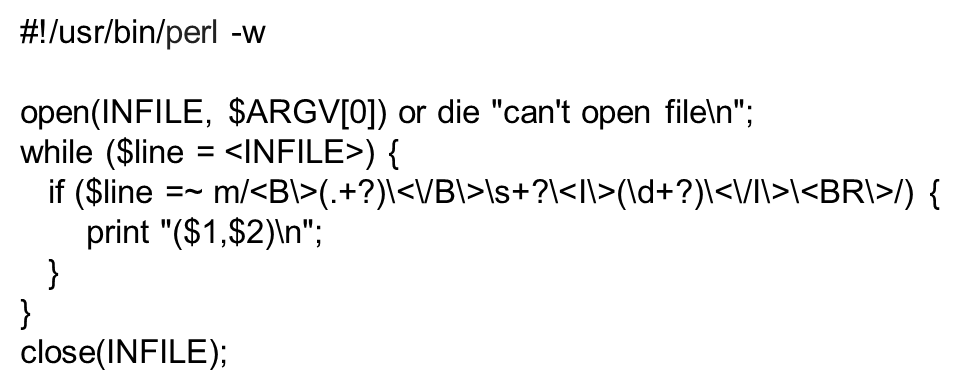 #!/usr/bin/perl -w
open(INFILE, $ARGV[0]) or die "can't open file\n";
while ($line = <INFILE>) {
if ($line =~ m/<B\>(.+?)\<\/B\>\s+?\<I\>(\d+?)\<\/I\>\<BR\>/) {
print "($1,$2)\n";
}
}
close(INFILE);